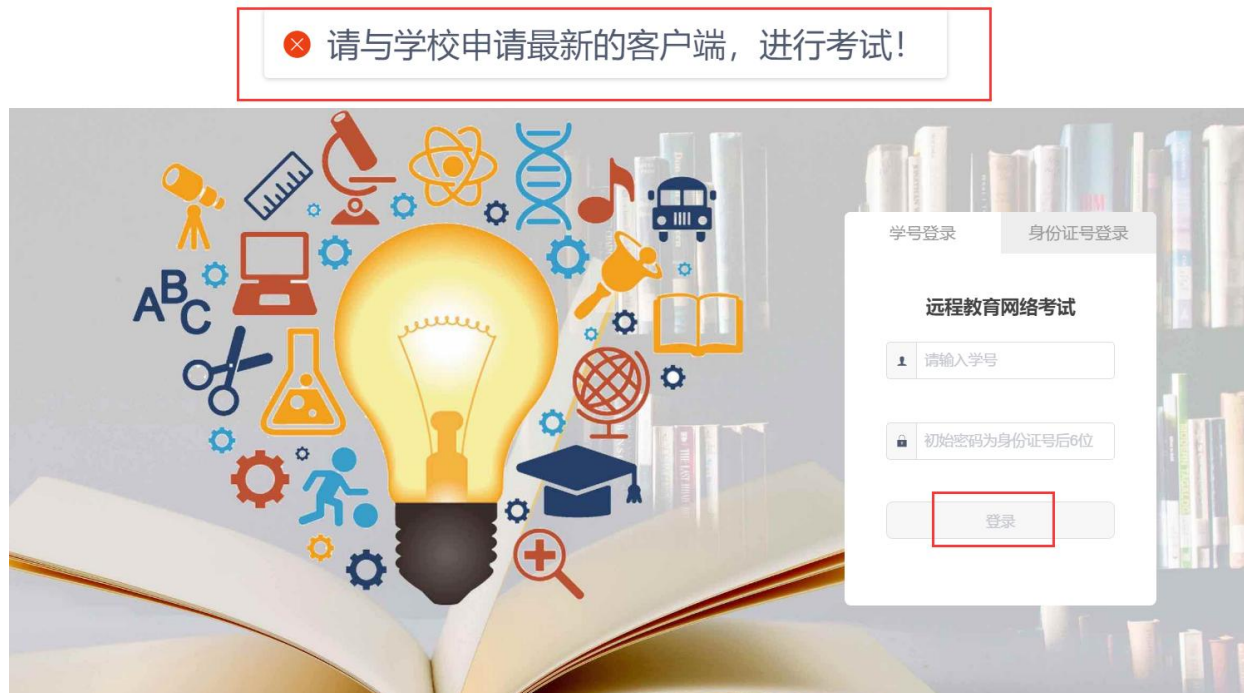 请与学校申请最新的客户端，进行考试！
学号登录
身份证号登录
远程教育网络考试
请输入学号
初始密码为身份证号后6位
登录
ABC